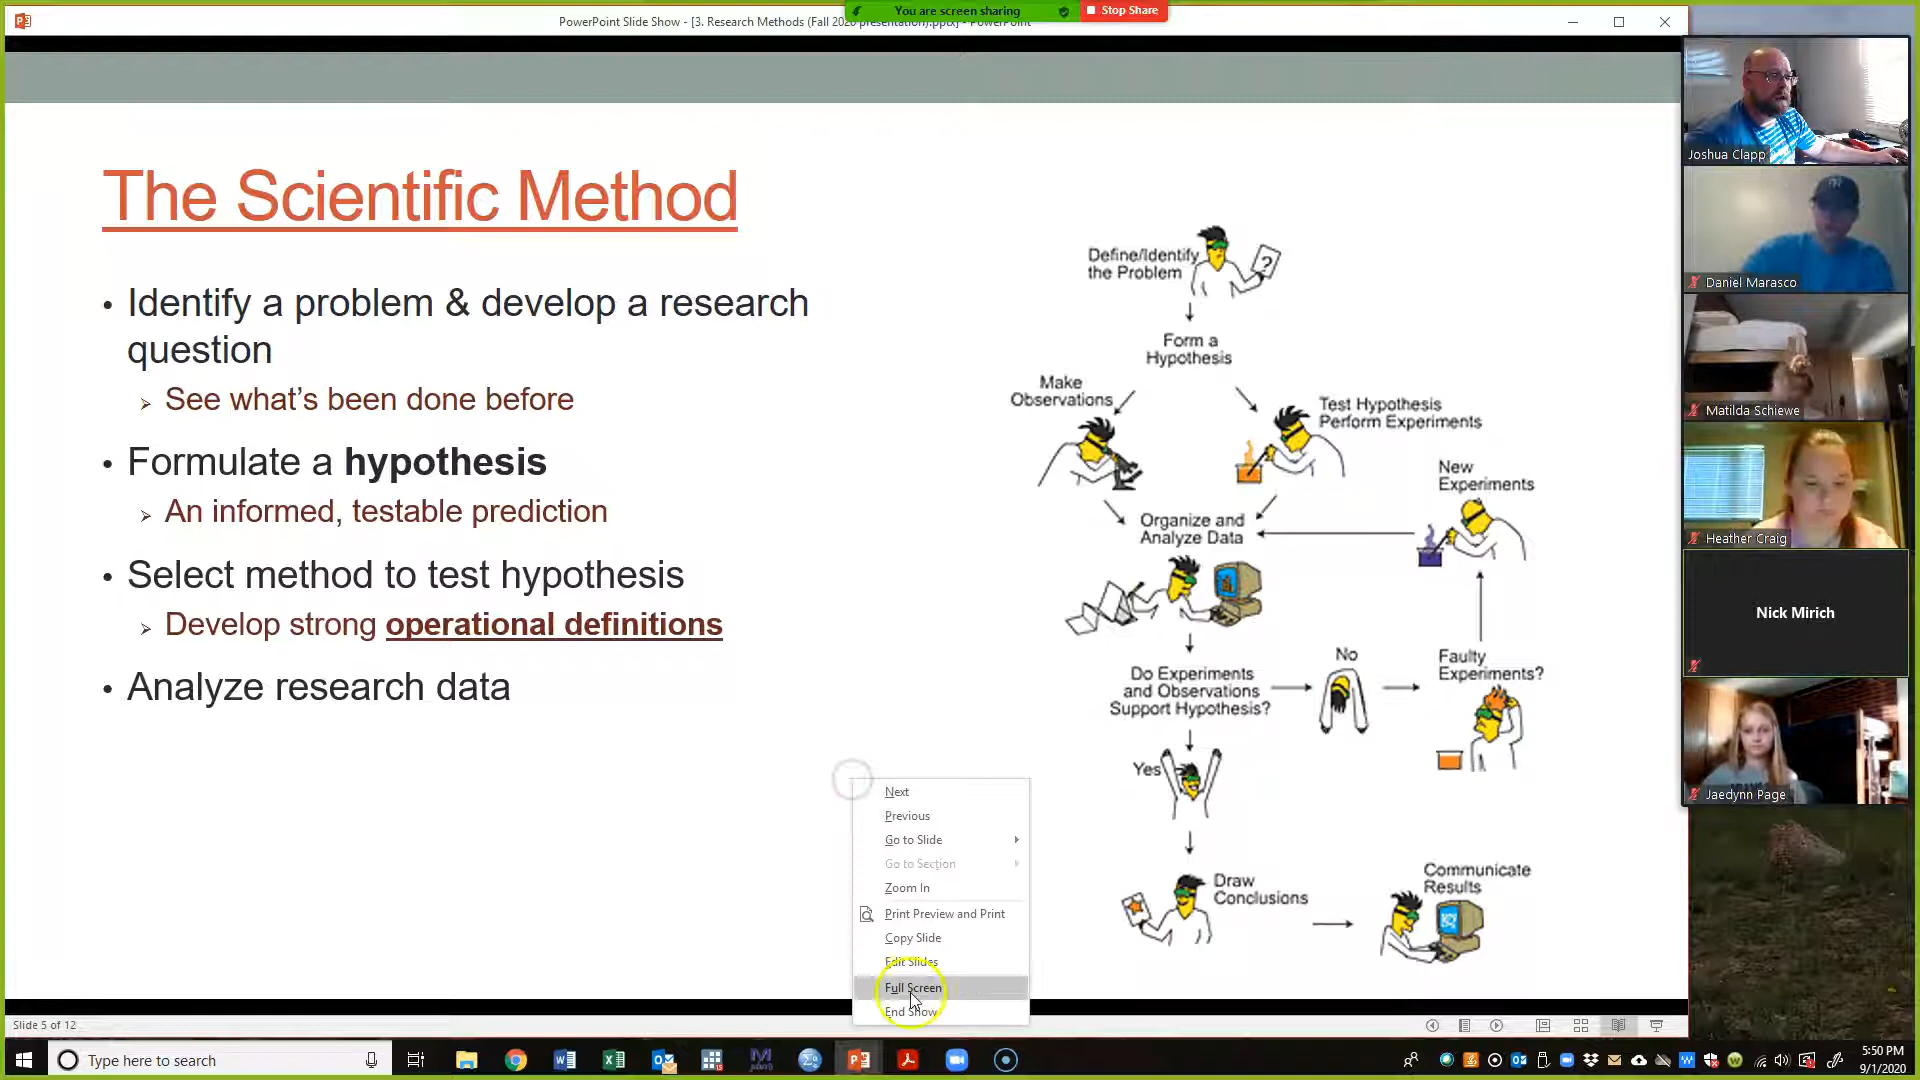 You are screen sharing
Stop Share
PowerPoint Slide Show - [3. Research Methods (Fall 2020 presentation).pptx] - PowerPoint
The Scientific Method
• Identify a problem & develop a research
question
See what's been done before
• Formulate a hypothesis
An informed, testable prediction
• Select method to test hypothesis
Develop strong operational definitions
• Analyze research data
Define/Identify
the Problem
?
Form a
Hypothesis
Make
Observations
Test Hypothesis
Perform Experiments
New
Experiments
Organize and
Analyze Data
Do Experiments
and Observations
Support Hypothesis?
No
Faulty
Experiments?
Yes
Draw
Conclusions
Communicate
Results
Next
Previous
Go to Slide
Go to Section
Zoom In
Print Preview and Print
Copy Slide
Edit Slides
Full Screen
End Show
Joshua Clapp
Daniel Marasco
Matilda Schiewe
Heather Craig
Nick Mirich
Jaedynn Page
Slide 5 of 12
Type here to search
5:50 PM
9/1/2020